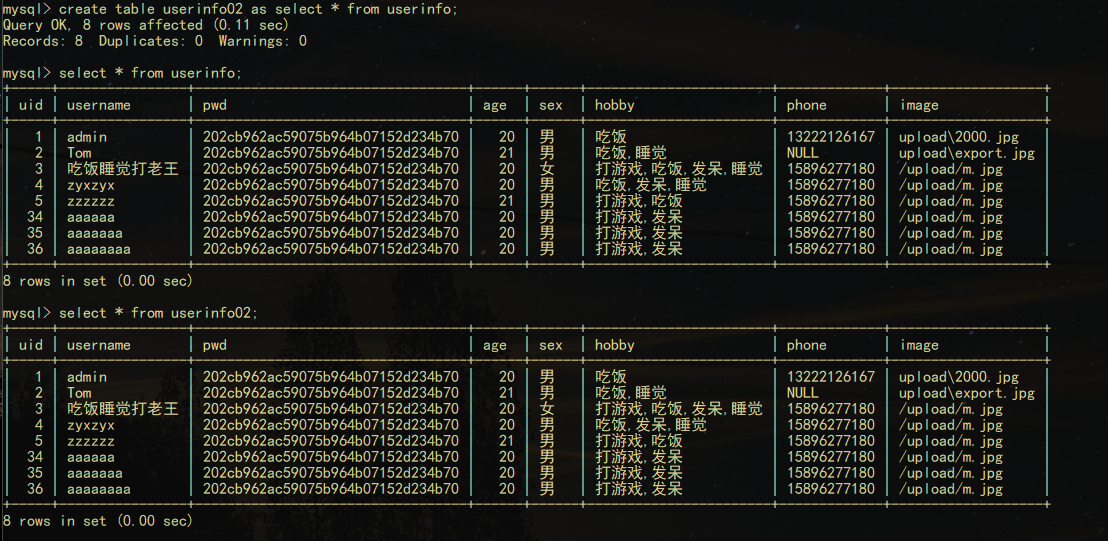 mysql> create table userinfo02 as select * from userinfo;
Query OK, 8 rows affected (0.11 sec)
Records: 8  Duplicates: 0  Warnings: 0
mysql> select * from userinfo;
| uid | username | pwd | age | sex | hobby | phone | image |
| 1 | admin | 202cb962ac59075b964b07152d234b70 | 20 | 男 | 吃饭 | 13222126167 | upload\2000.jpg |
| 2 | Tom | 202cb962ac59075b964b07152d234b70 | 21 | 男 | 吃饭,睡觉 | NULL | upload\export.jpg |
| 3 | 吃饭睡觉打老王 | 202cb962ac59075b964b07152d234b70 | 20 | 女 | 打游戏,吃饭,发呆,睡觉 | 15896277180 | /upload/m.jpg |
| 4 | zyxzyx | 202cb962ac59075b964b07152d234b70 | 20 | 男 | 吃饭,发呆,睡觉 | 15896277180 | /upload/m.jpg |
| 5 | zzzzzz | 202cb962ac59075b964b07152d234b70 | 21 | 男 | 打游戏,吃饭 | 15896277180 | /upload/m.jpg |
| 34 | aaaaaa | 202cb962ac59075b964b07152d234b70 | 20 | 男 | 打游戏,发呆 | 15896277180 | /upload/m.jpg |
| 35 | aaaaaaa | 202cb962ac59075b964b07152d234b70 | 20 | 男 | 打游戏,发呆 | 15896277180 | /upload/m.jpg |
| 36 | aaaaaaaa | 202cb962ac59075b964b07152d234b70 | 20 | 男 | 打游戏,发呆 | 15896277180 | /upload/m.jpg |
8 rows in set (0.00 sec)
mysql> select * from userinfo02;
| uid | username | pwd | age | sex | hobby | phone | image |
| 1 | admin | 202cb962ac59075b964b07152d234b70 | 20 | 男 | 吃饭 | 13222126167 | upload\2000.jpg |
| 2 | Tom | 202cb962ac59075b964b07152d234b70 | 21 | 男 | 吃饭,睡觉 | NULL | upload\export.jpg |
| 3 | 吃饭睡觉打老王 | 202cb962ac59075b964b07152d234b70 | 20 | 女 | 打游戏,吃饭,发呆,睡觉 | 15896277180 | /upload/m.jpg |
| 4 | zyxzyx | 202cb962ac59075b964b07152d234b70 | 20 | 男 | 吃饭,发呆,睡觉 | 15896277180 | /upload/m.jpg |
| 5 | zzzzzz | 202cb962ac59075b964b07152d234b70 | 21 | 男 | 打游戏,吃饭 | 15896277180 | /upload/m.jpg |
| 34 | aaaaaa | 202cb962ac59075b964b07152d234b70 | 20 | 男 | 打游戏,发呆 | 15896277180 | /upload/m.jpg |
| 35 | aaaaaaa | 202cb962ac59075b964b07152d234b70 | 20 | 男 | 打游戏,发呆 | 15896277180 | /upload/m.jpg |
| 36 | aaaaaaaa | 202cb962ac59075b964b07152d234b70 | 20 | 男 | 打游戏,发呆 | 15896277180 | /upload/m.jpg |
8 rows in set (0.00 sec)